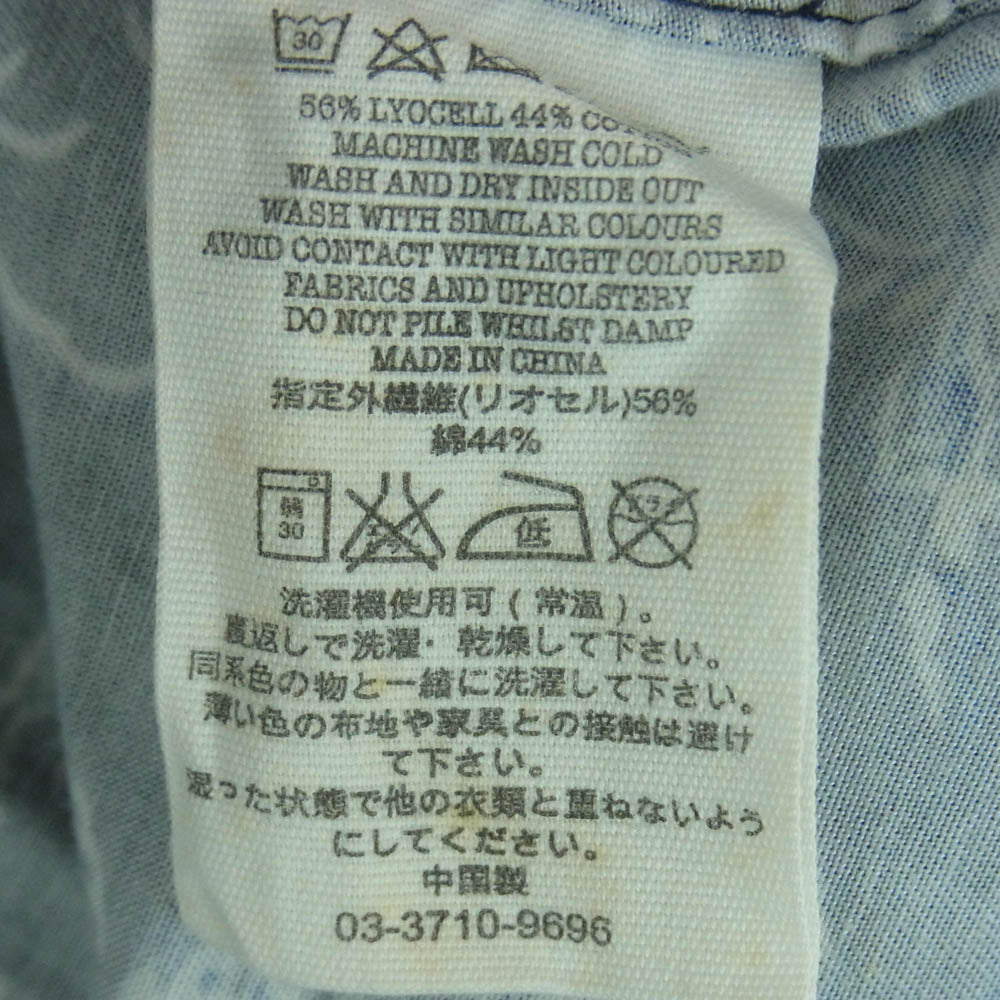 30
56% LYOCELL 44%
MACHINE WASH COLD
WASH AND DRY INSIDE OUT
WASH WITH SIMILAR COLOURS
AVOID CONTACT WITH LIGHT COLOURED
FABRICS AND UPHOLSTERY
DO NOT PILE WHILST DAMP
MADE IN CHINA
指定外繊維(リオセル)56%
綿44%
弱 30 低
洗濯機使用可(常温)。
裏返しで洗濯・乾燥して下さい。
同系色の物と一緒に洗濯して下さい。
薄い色の布地や家具との接触は避け
て下さい。
湿った状態で他の衣類と重ねないよう
にしてください。
中国製
03-3710-9696